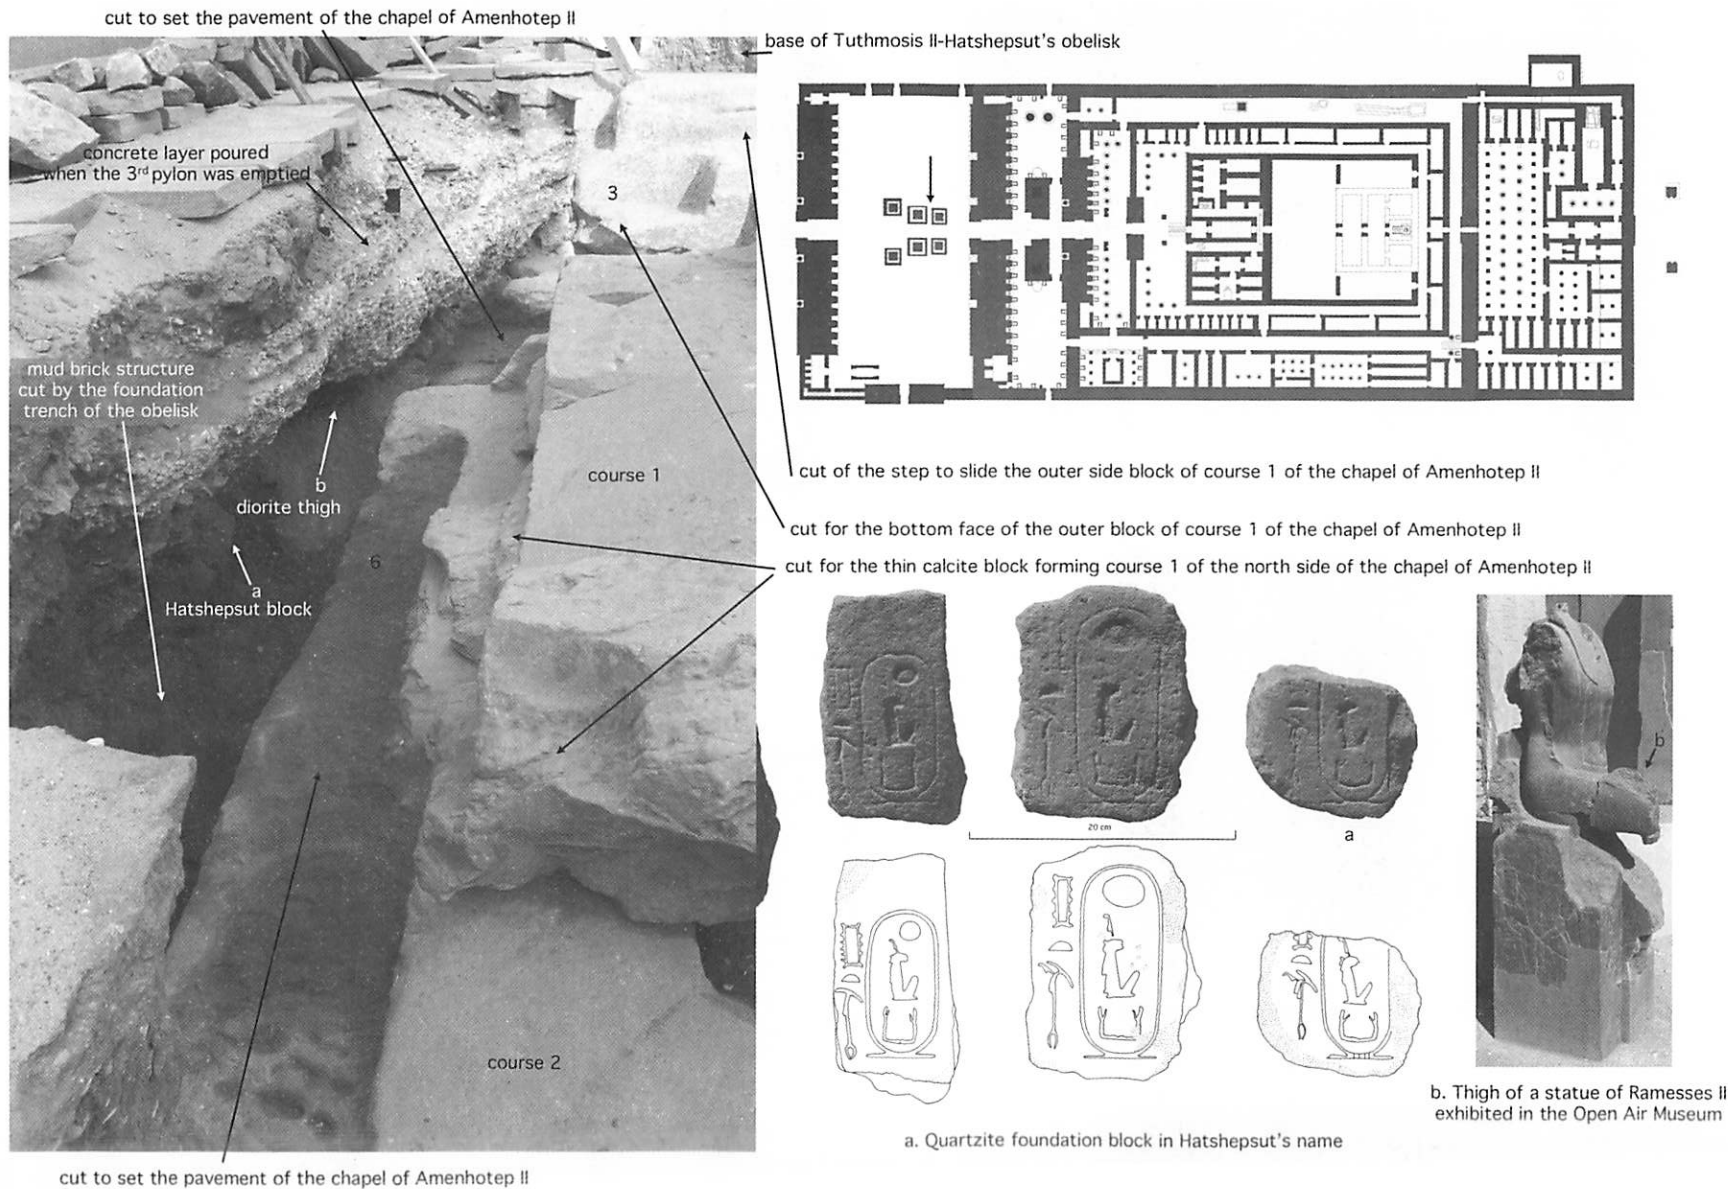 cut to set the pavement of the chapel of Amenhotep II
base of Tuthmosis II-Hatshepsut's obelisk
concrete layer poured
when the 3rd pylon was emptied
3
mud brick structure
cut by the foundation
trench of the obelisk
b
diorite thigh
course 1
cut of the step to slide the outer side block of course 1 of the chapel of Amenhotep II
cut for the bottom face of the outer block of course 1 of the chapel of Amenhotep II
cut for the thin calcite block forming course 1 of the north side of the chapel of Amenhotep II
6
a
Hatshepsut block
b
20 cm
a
course 2
b. Thigh of a statue of Ramesses II
exhibited in the Open Air Museum
a. Quartzite foundation block in Hatshepsut's name
cut to set the pavement of the chapel of Amenhotep II